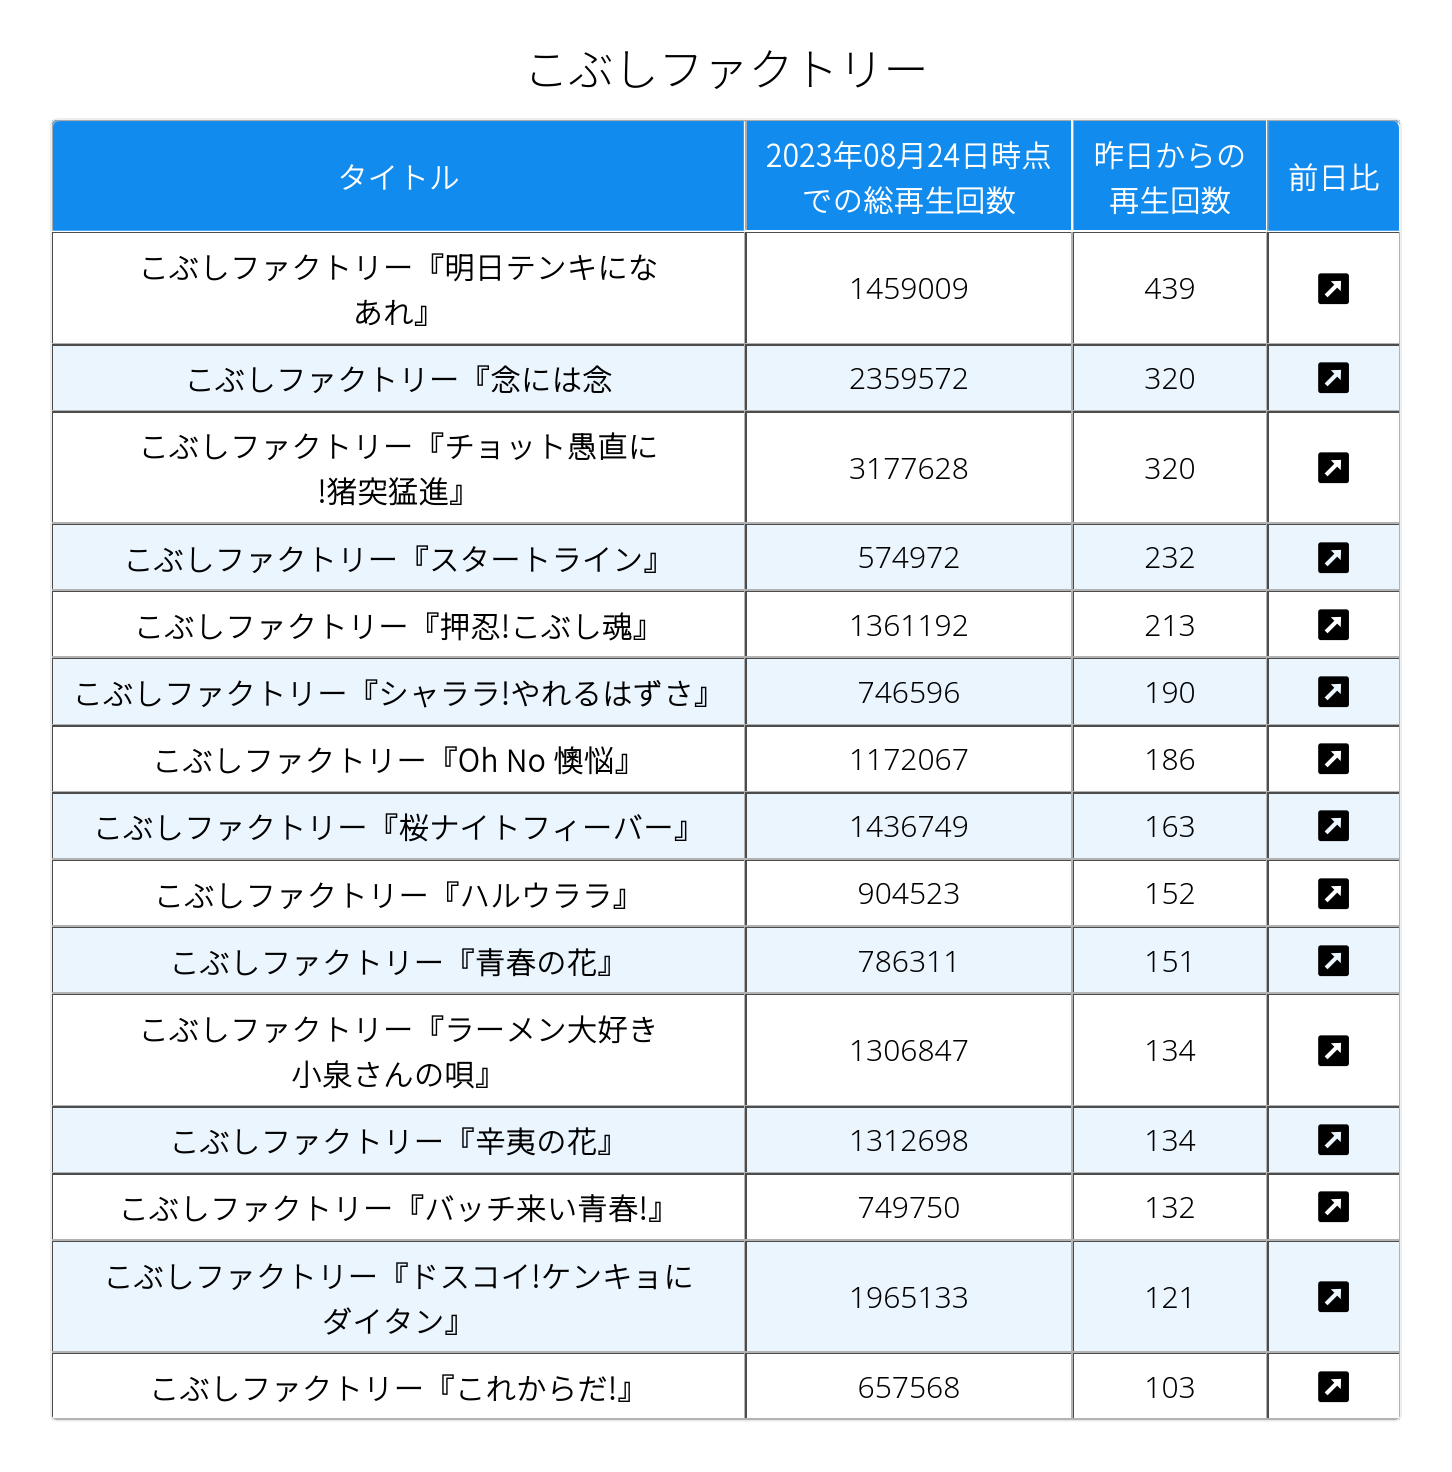 こぶしファクトリー
タイトル
2023年08月24日時点
での総再生回数
昨日からの
再生回数
前日比
こぶしファクトリー『明日テンキにな
あれ』
1459009
439
こぶしファクトリー『念には念
2359572
320
こぶしファクトリー『チョット愚直に
!猪突猛進』
3177628
320
こぶしファクトリー『スタートライン』
574972
232
こぶしファクトリー『押忍!こぶし魂』
1361192
213
こぶしファクトリー『シャララ!やれるはずさ』
746596
190
こぶしファクトリー『Oh No 懊悩』
1172067
186
こぶしファクトリー『桜ナイトフィーバー』
1436749
163
こぶしファクトリー『ハルウララ』
904523
152
こぶしファクトリー『青春の花』
786311
151
こぶしファクトリー『ラーメン大好き
小泉さんの唄』
1306847
134
こぶしファクトリー『辛夷の花』
1312698
134
こぶしファクトリー『バッチ来い青春!』
749750
132
こぶしファクトリー『ドスコイ!ケンキョに
ダイタン』
1965133
121
こぶしファクトリー『これからだ!』
657568
103